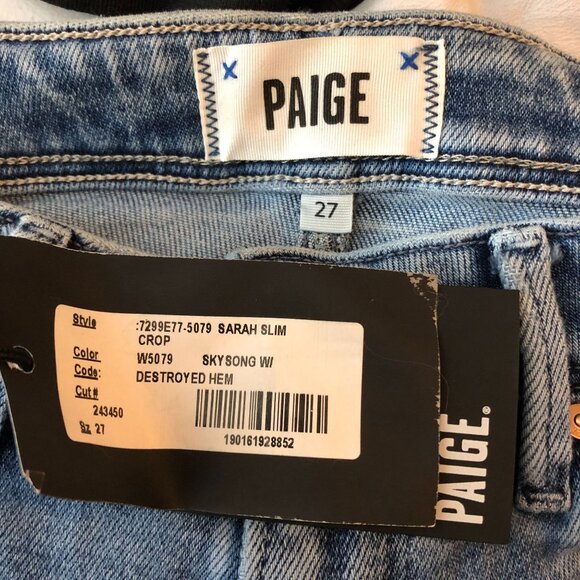 PAIGE
27
Style :7299E77-5079 SARAH SLIM
CROP
Color W5079 SKYSONG W/
Code: DESTROYED HEM
Cut#
243450
Sz 27
190161928852
PAIGE®